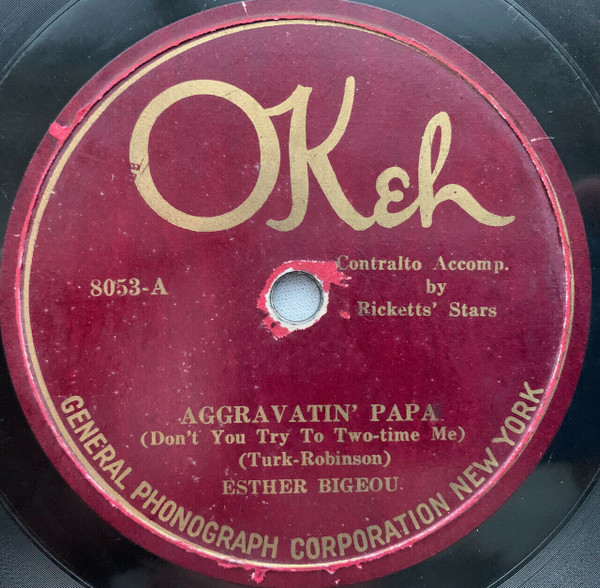 OKeh
8053-A
Contralto Accomp.
by
Ricketts' Stars
AGGRAVATIN' PAPA
(Don't You Try To Two-time Me)
(Turk-Robinson)
ESTHER BIGEOU
GENERAL PHONOGRAPH CORPORATION NEW YORK